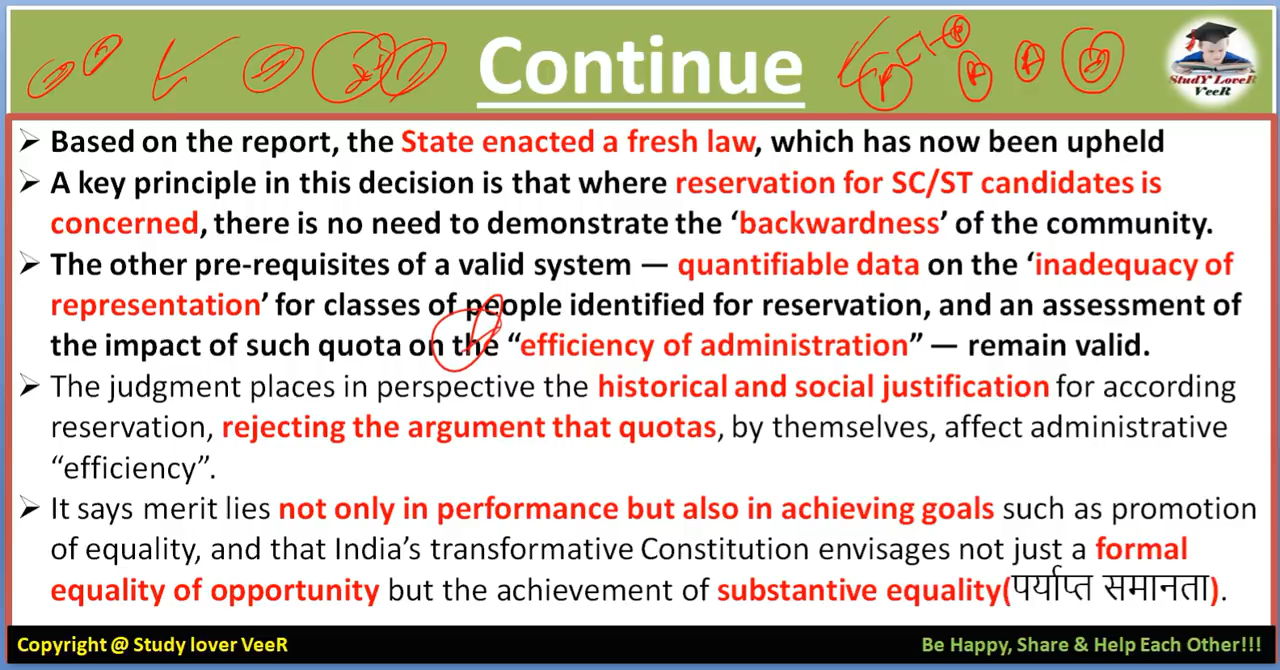 Continue
StudY LoveR
VeeR
➢ Based on the report, the State enacted a fresh law, which has now been upheld
➢ A key principle in this decision is that where reservation for SC/ST candidates is
concerned, there is no need to demonstrate the ‘backwardness’ of the community.
➢ The other pre-requisites of a valid system — quantifiable data on the ‘inadequacy of
representation’ for classes of people identified for reservation, and an assessment of
the impact of such quota on the “efficiency of administration” — remain valid.
➢ The judgment places in perspective the historical and social justification for according
reservation, rejecting the argument that quotas, by themselves, affect administrative
“efficiency”.
➢ It says merit lies not only in performance but also in achieving goals such as promotion
of equality, and that India’s transformative Constitution envisages not just a formal
equality of opportunity but the achievement of substantive equality(पर्याप्त समानता).
Copyright @ Study lover VeeR
Be Happy, Share & Help Each Other!!!